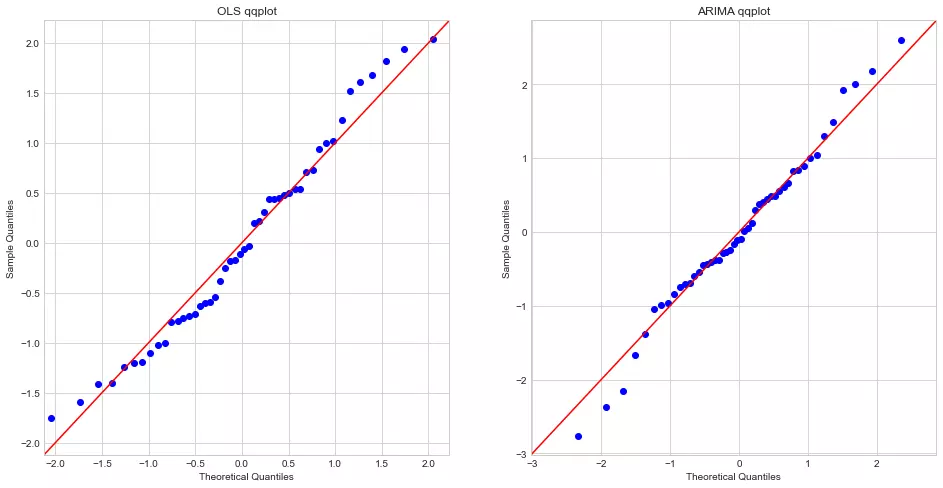 OLS qqplot
2.0
1.5
1.0
0.5
0.0
−0.5
−1.0
−1.5
−2.0
Sample Quantiles
−2.0 −1.5 −1.0 −0.5 0.0 0.5 1.0 1.5 2.0
Theoretical Quantiles
ARIMA qqplot
2
1
0
−1
−2
−3
Sample Quantiles
−3 −2 −1 0 1 2
Theoretical Quantiles